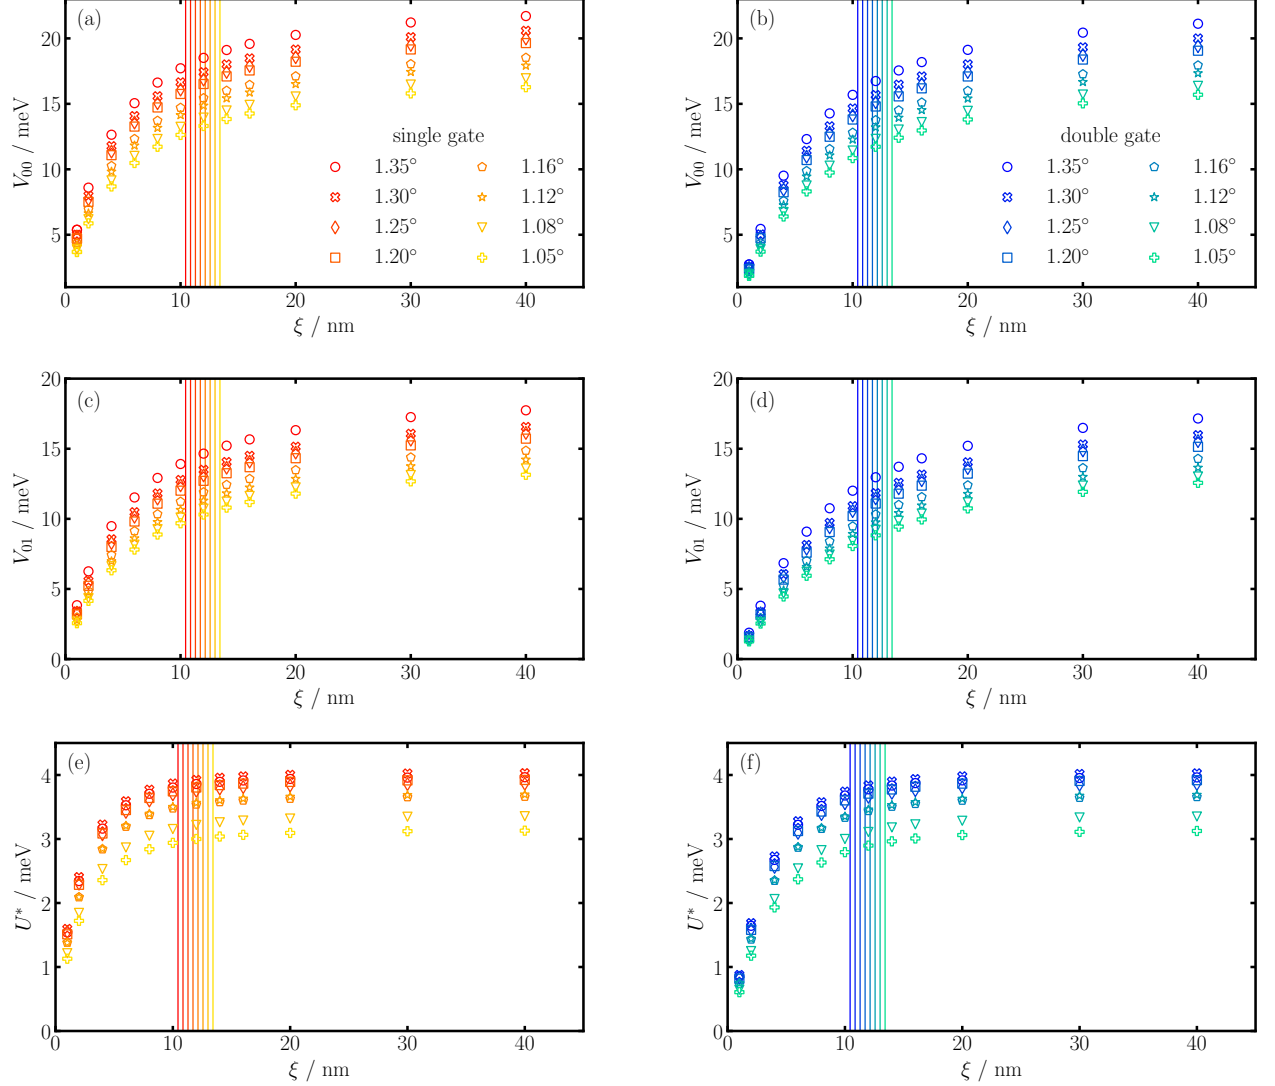 (a)
20
15
10
5
V₀₀ / meV
single gate
1.35°
1.30°
1.25°
1.20°
1.16°
1.12°
1.08°
1.05°
0 10 20 30 40
ξ / nm
(b)
20
15
10
5
V₀₀ / meV
double gate
1.35°
1.30°
1.25°
1.20°
1.16°
1.12°
1.08°
1.05°
0 10 20 30 40
ξ / nm
(c)
20
15
10
5
0
V₀₁ / meV
0 10 20 30 40
ξ / nm
(d)
20
15
10
5
0
V₀₁ / meV
0 10 20 30 40
ξ / nm
(e)
4
3
2
1
0
U* / meV
0 10 20 30 40
ξ / nm
(f)
4
3
2
1
0
U* / meV
0 10 20 30 40
ξ / nm